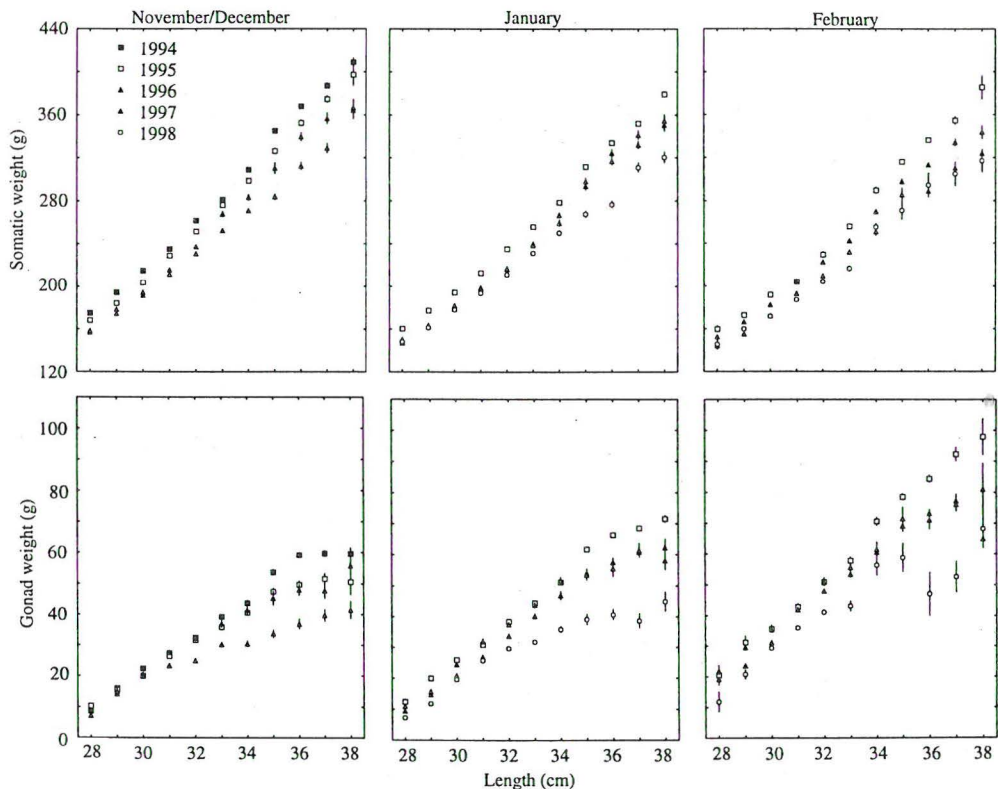 November/December
January
February
440
360
280
200
120
Somatic weight (g)
1994
1995
1996
1997
1998
100
80
60
40
20
0
Gonad weight (g)
28 30 32 34 36 38
28 30 32 34 36 38
28 30 32 34 36 38
Length (cm)